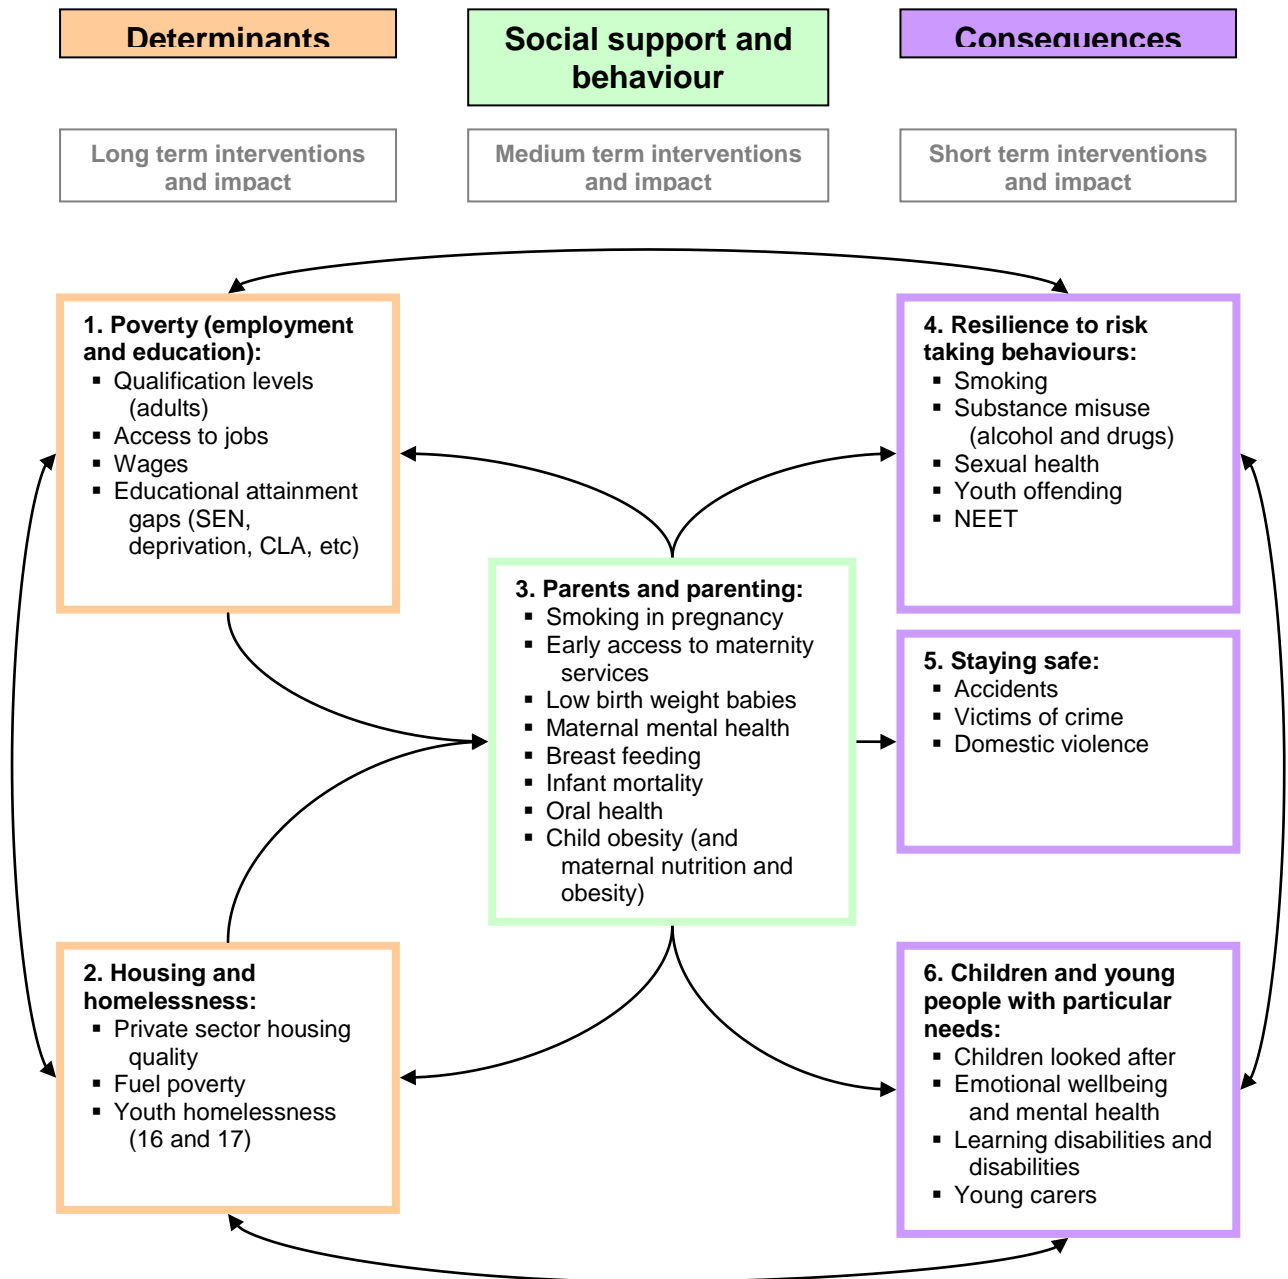 Determinants
Social support and
behaviour
Consequences
Long term interventions
and impact
Medium term interventions
and impact
Short term interventions
and impact
1. Poverty (employment
and education):
▪ Qualification levels
(adults)
▪ Access to jobs
▪ Wages
▪ Educational attainment
gaps (SEN,
deprivation, CLA, etc)
2. Housing and
homelessness:
▪ Private sector housing
quality
▪ Fuel poverty
▪ Youth homelessness
(16 and 17)
3. Parents and parenting:
▪ Smoking in pregnancy
▪ Early access to maternity
services
▪ Low birth weight babies
▪ Maternal mental health
▪ Breast feeding
▪ Infant mortality
▪ Oral health
▪ Child obesity (and
maternal nutrition and
obesity)
4. Resilience to risk
taking behaviours:
▪ Smoking
▪ Substance misuse
(alcohol and drugs)
▪ Sexual health
▪ Youth offending
▪ NEET
5. Staying safe:
▪ Accidents
▪ Victims of crime
▪ Domestic violence
6. Children and young
people with particular
needs:
▪ Children looked after
▪ Emotional wellbeing
and mental health
▪ Learning disabilities and
disabilities
▪ Young carers